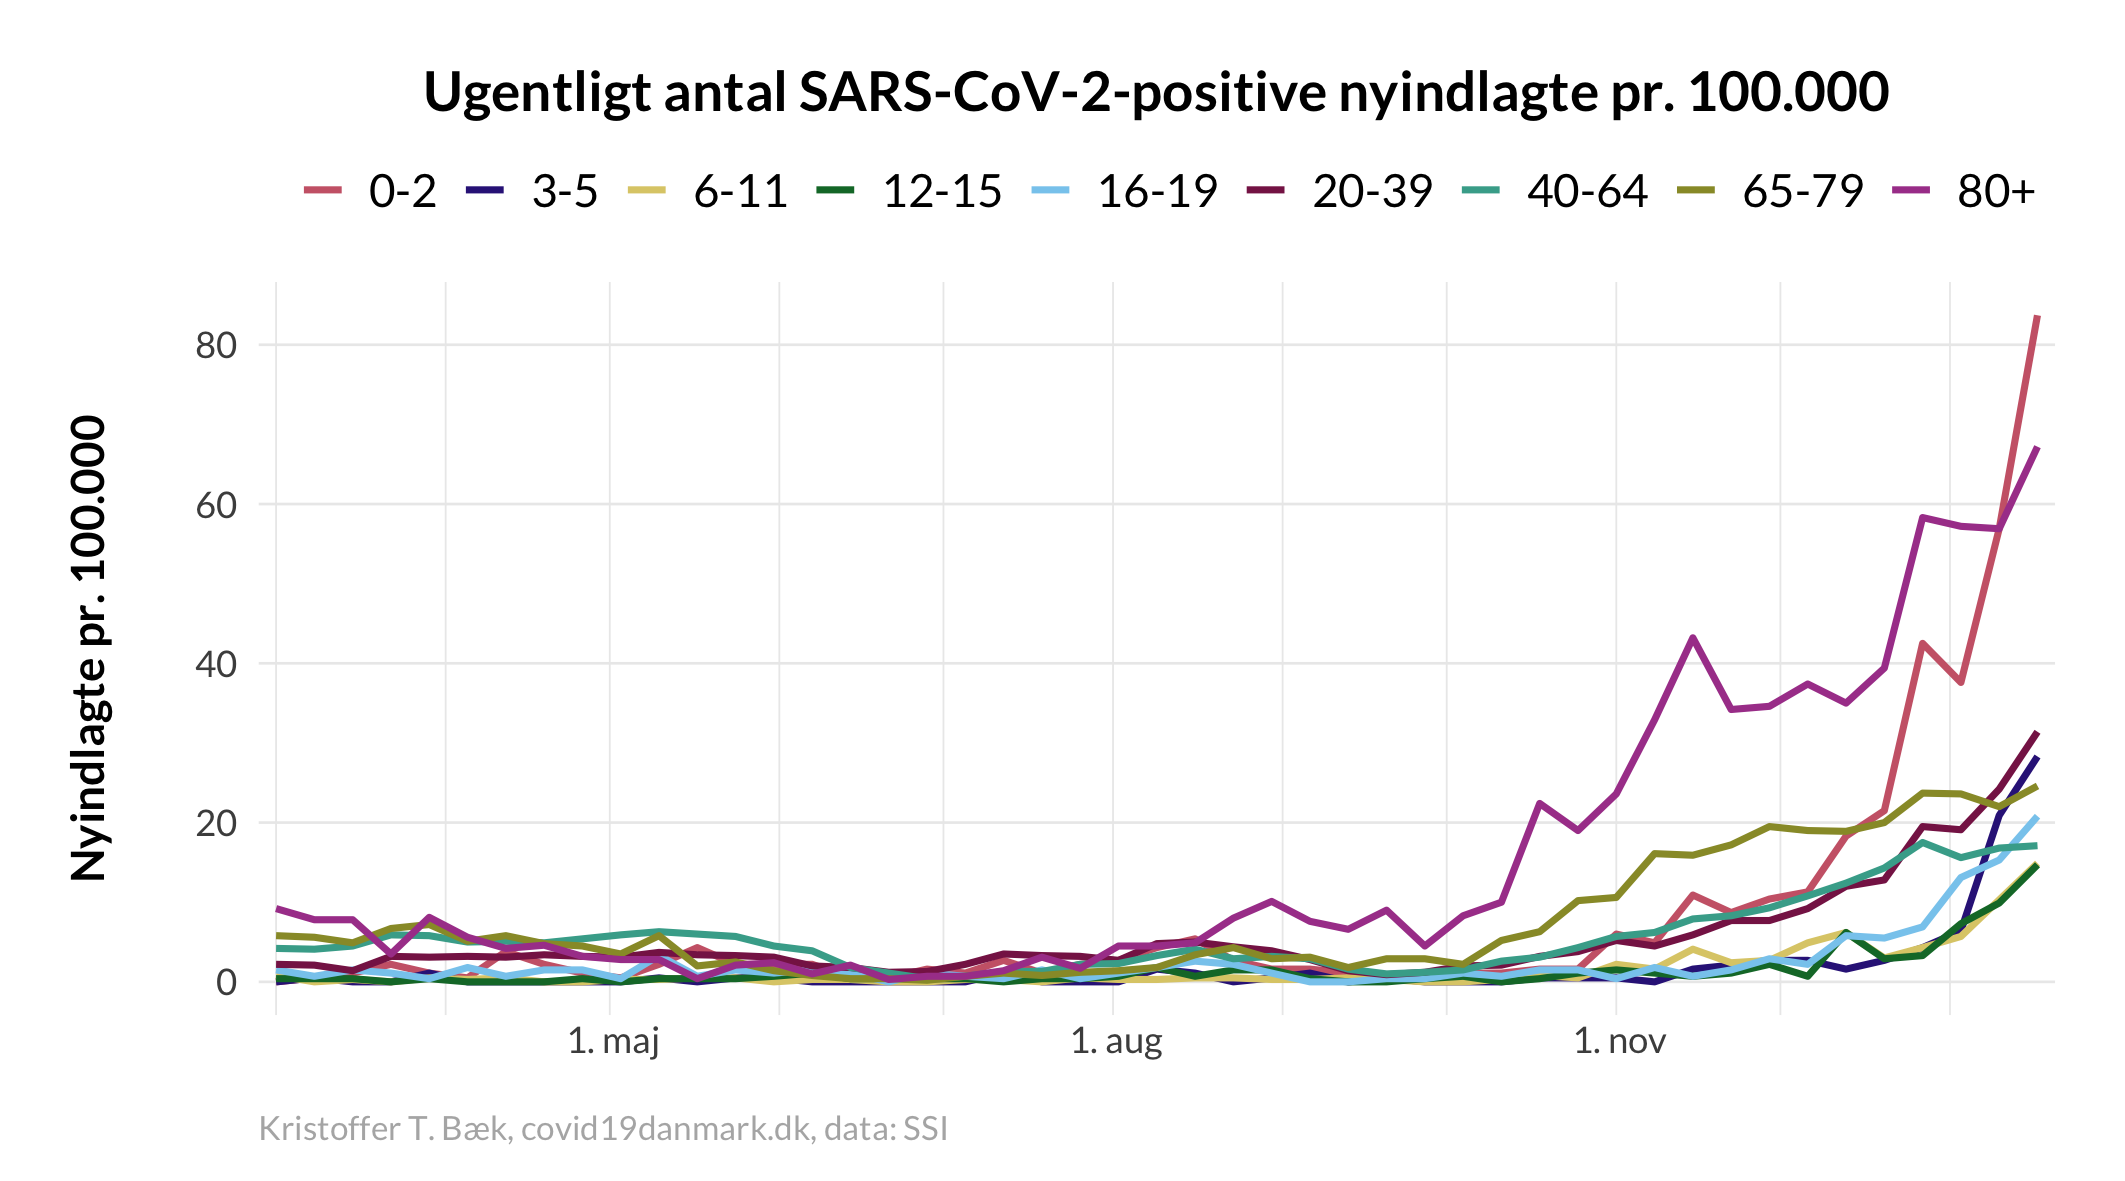 Ugentligt antal SARS-CoV-2-positive nyindlagte pr. 100.000
0-2 3-5 6-11 12-15 16-19 20-39 40-64 65-79 80+
Nyindlagte pr. 100.000
80
60
40
20
0
1. maj 1. aug 1. nov
Kristoffer T. Bæk, covid19danmark.dk, data: SSI